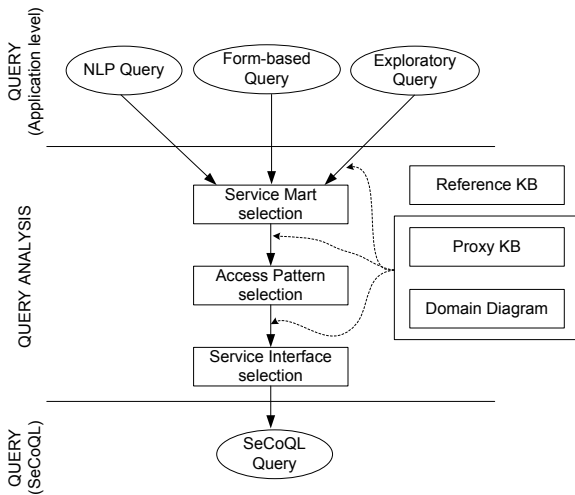 QUERY
(Application level)
NLP Query
Form-based
Query
Exploratory
Query
QUERY ANALYSIS
Service Mart
selection
Access Pattern
selection
Service Interface
selection
Reference KB
Proxy KB
Domain Diagram
QUERY
(SeCoQL)
SeCoQL
Query